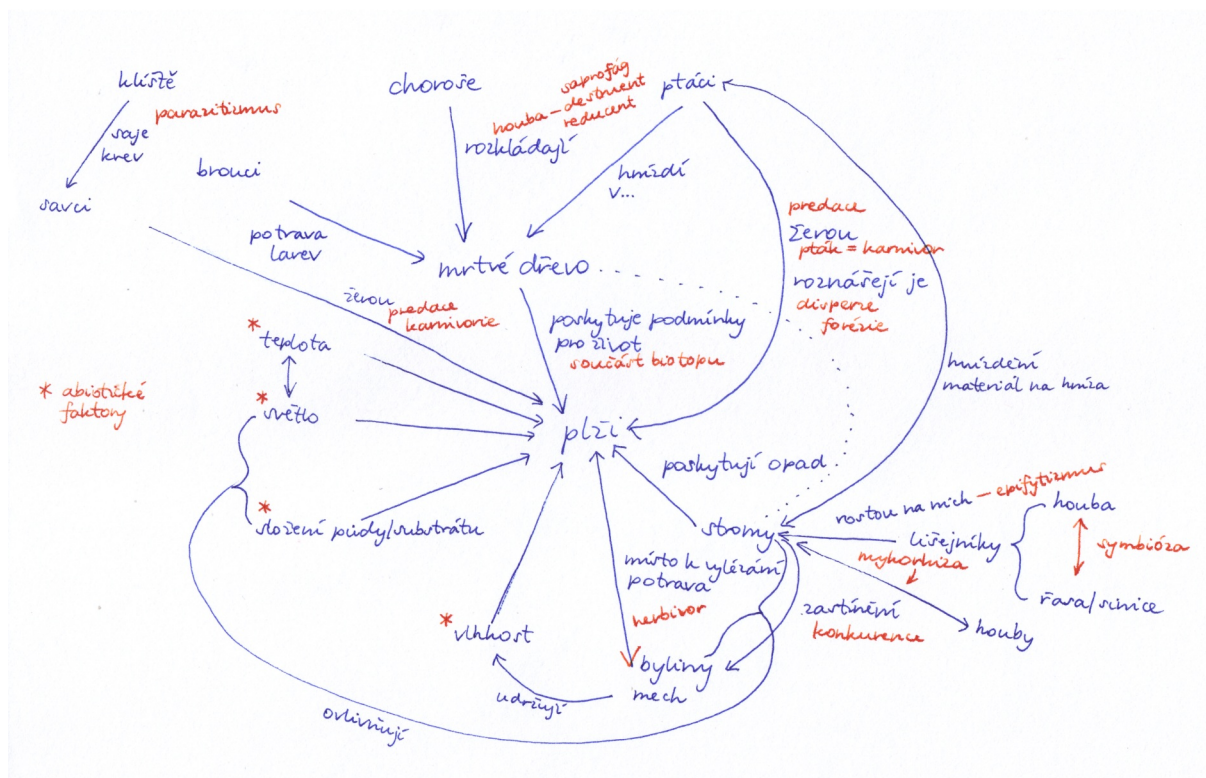 klíště
parazitizmus
saje
krev
savci
brouci
potrava
larev
choroše
saprofág
houba – destruent
reducent
rozkládají
ptáci
hnízdí
v...
predace
žerou
pták = karnivor
roznášejí je
disperze
forézie
mrtvé dřevo
žerou
predace
karnivorie
poskytuje podmínky
pro život
součást biotopu
hnízdění
materiál na hnízda
* teplota
* abiotické
faktory
* světlo
plži
poskytují opad
* složení půdy/substrátu
stromy
rostou na nich – epifytizmus
lišejníky
houba
symbióza
řasa/sinice
mykorhiza
houby
místo k vylézání
potrava
herbivor
zastínění
konkurence
* vlhkost
byliny
mech
udržují
ovlivňují